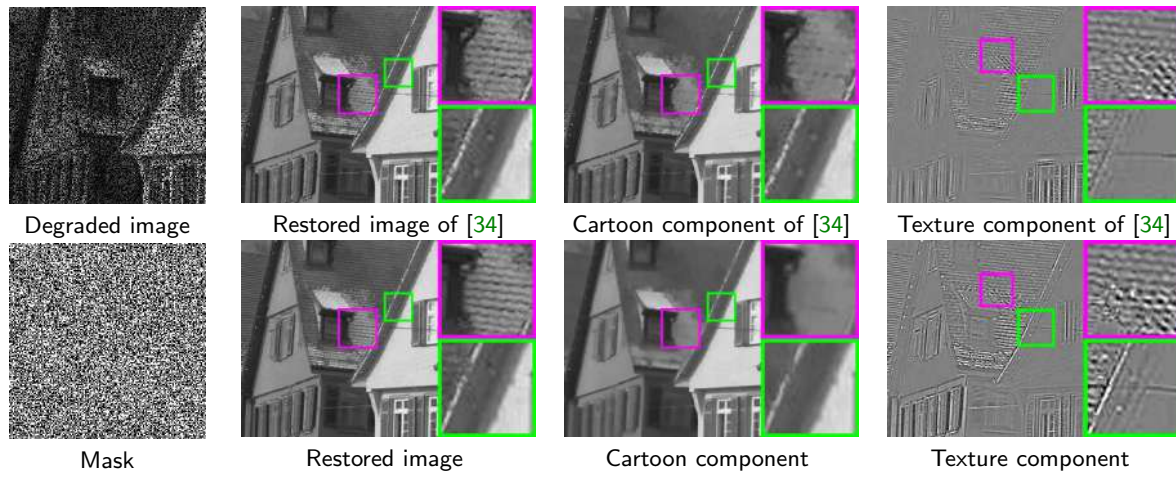 Degraded image
Restored image of [34]
Cartoon component of [34]
Texture component of [34]
Mask
Restored image
Cartoon component
Texture component